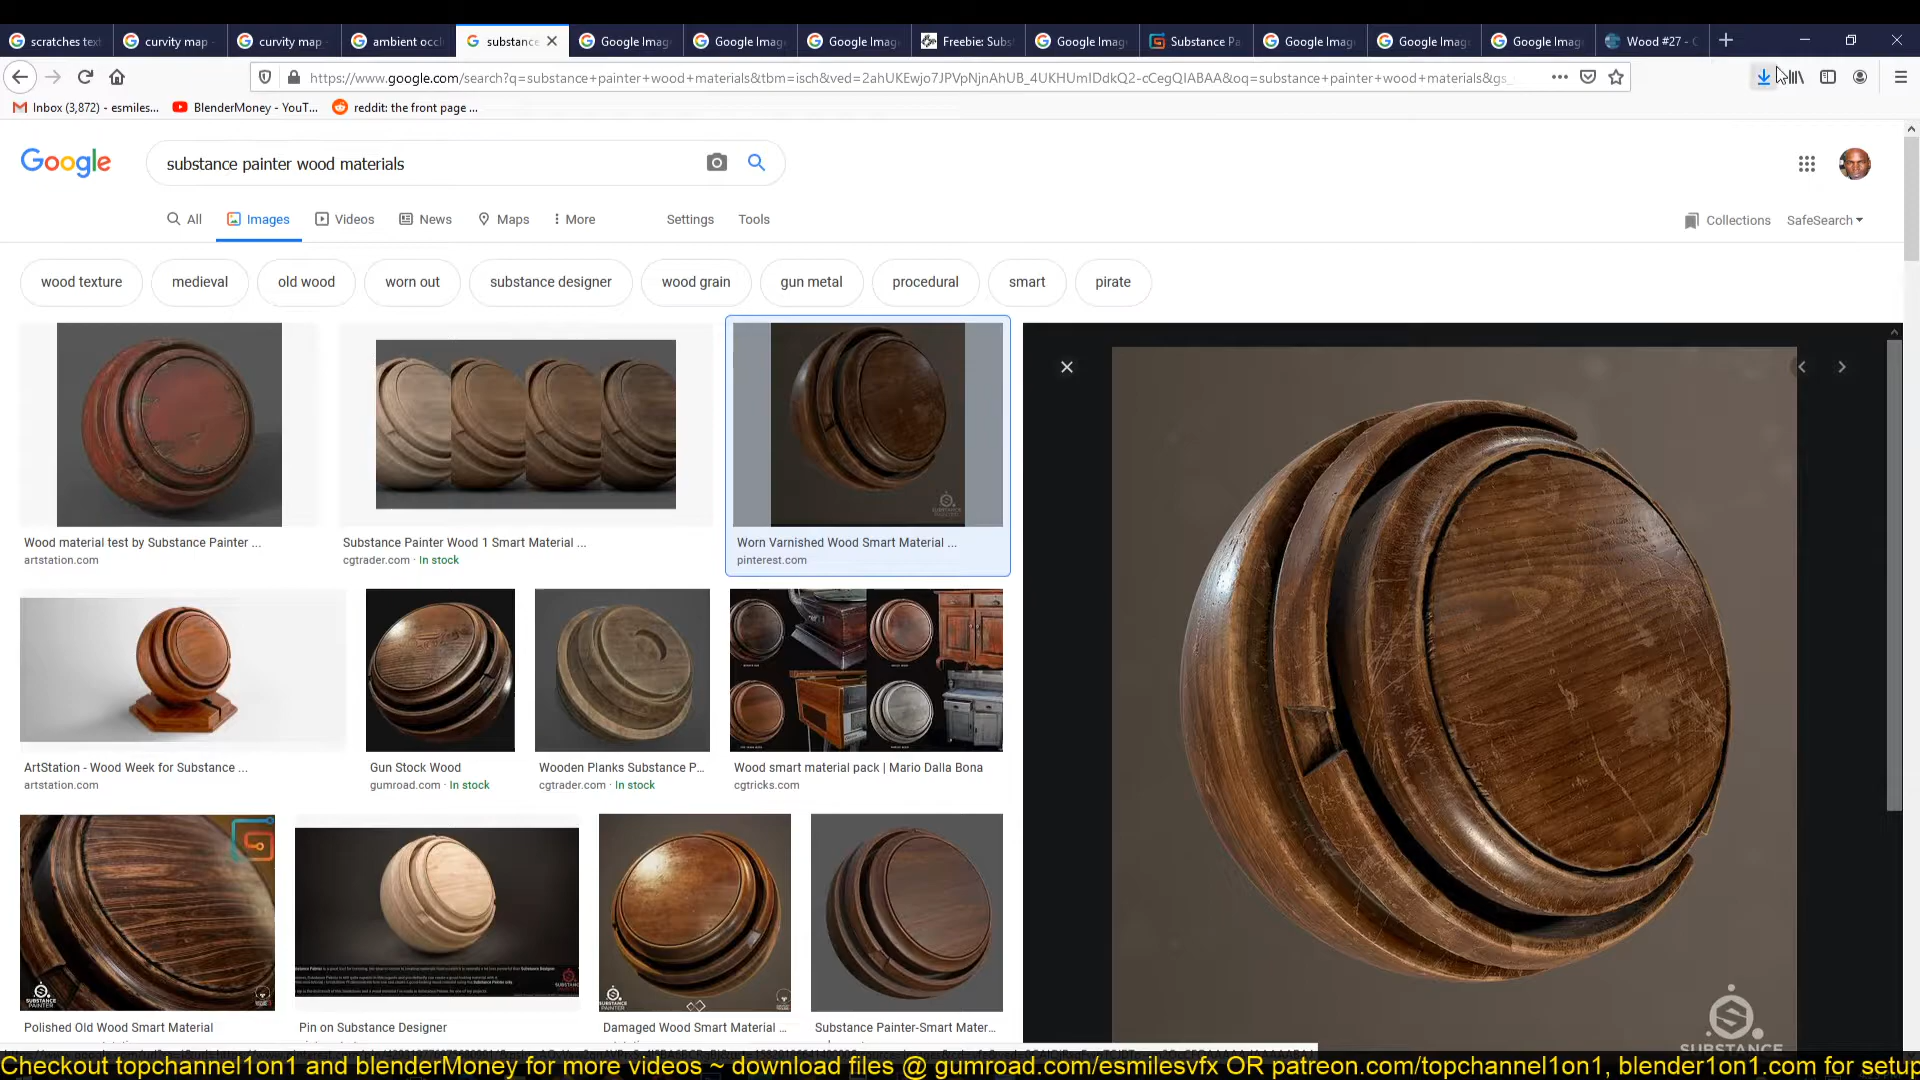 scratches tex
curvity map
curvity map
ambient occl
substance
Google Imag
Google Imag
Google Imag
Freebie: Subs
Google Imag
Substance Pa
Google Imag
Google Imag
Google Imag
Wood #27 - C
https://www.google.com/search?q=substance+painter+wood+materials&tbm=isch&ved=2ahUKEwjo7JPVpNjnAhUB_4UKHUmIDdkQ2-cCegQIABAA&oq=substance+painter+wood+materials&gs_
Inbox (3,872) - esmiles...
BlenderMoney - YouT...
reddit: the front page ...
Google
substance painter wood materials
All
Images
Videos
News
Maps
More
Settings
Tools
Collections
SafeSearch
wood texture
medieval
old wood
worn out
substance designer
wood grain
gun metal
procedural
smart
pirate
Wood material test by Substance Painter ...
artstation.com
Substance Painter Wood 1 Smart Material ...
cgtrader.com · In stock
Worn Varnished Wood Smart Material ...
pinterest.com
ArtStation - Wood Week for Substance ...
artstation.com
Gun Stock Wood
gumroad.com · In stock
Wooden Planks Substance P...
cgtrader.com · In stock
Wood smart material pack | Mario Dalla Bona
cgtricks.com
SUBSTANCE
PAINTER
Polished Old Wood Smart Material
Pin on Substance Designer
SUBSTANCE
PAINTER
Damaged Wood Smart Material ...
Substance Painter-Smart Mater...
SUBSTANCE
Checkout topchannel1on1 and blenderMoney for more videos ~ download files @ gumroad.com/esmilesvfx OR patreon.com/topchannel1on1, blender1on1.com for setup